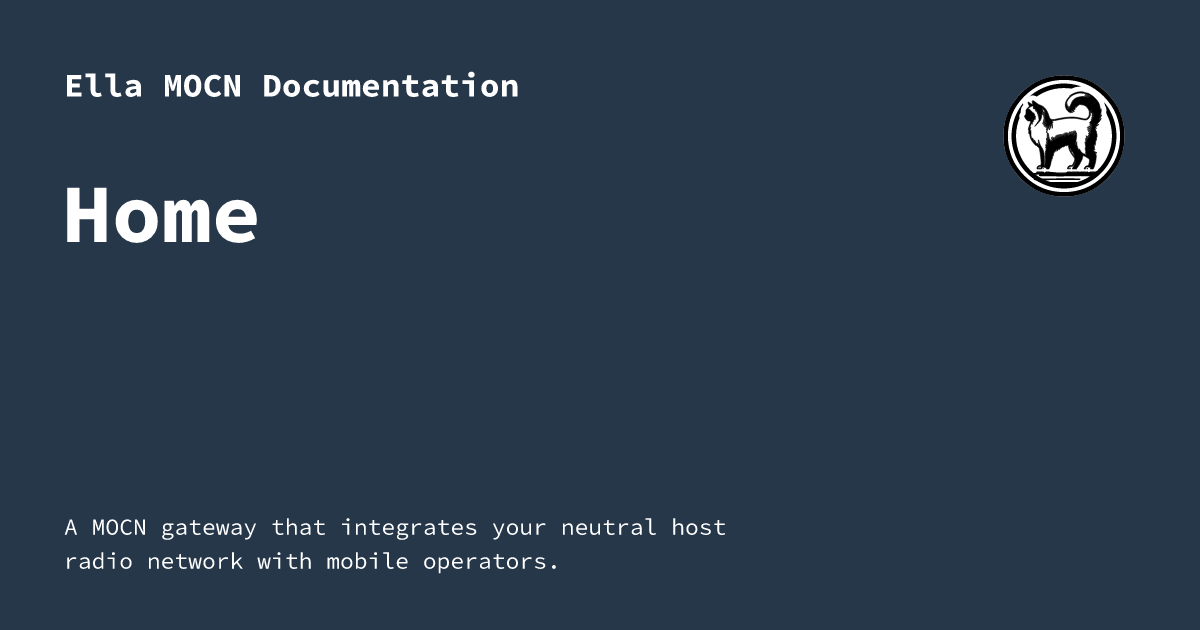 Ella MOCN Documentation
Home
A MOCN gateway that integrates your neutral host
radio network with mobile operators.